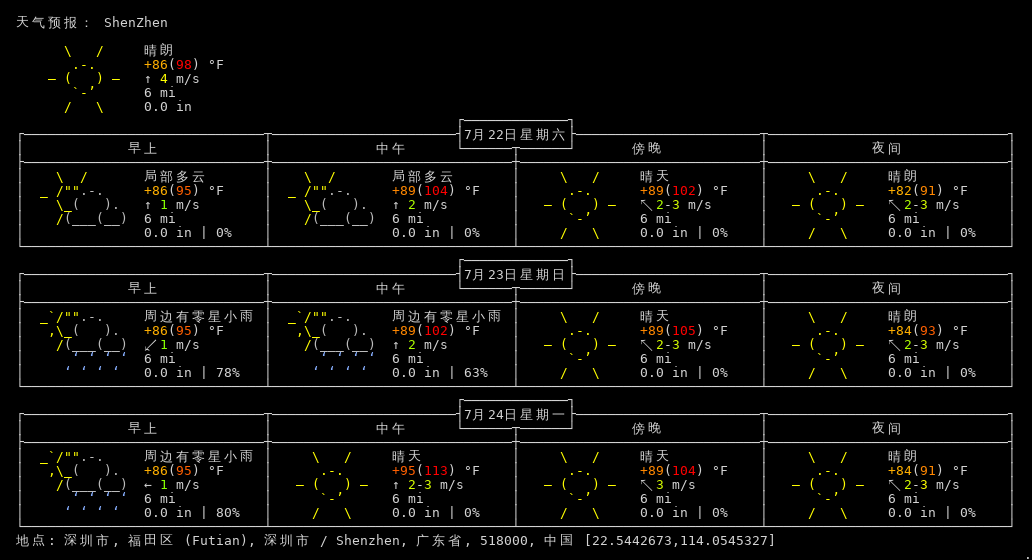 天气预报: ShenZhen
晴朗
+86(98) °F
↑ 4 m/s
6 mi
0.0 in
7月22日星期六
早上 中午 傍晚 夜间
局部多云 局部多云 晴天 晴朗
+86(95) °F +89(104) °F +89(102) °F +82(91) °F
↑ 1 m/s ↑ 2 m/s ↖ 2-3 m/s ↖ 2-3 m/s
6 mi 6 mi 6 mi 6 mi
0.0 in | 0% 0.0 in | 0% 0.0 in | 0% 0.0 in | 0%
7月23日星期日
早上 中午 傍晚 夜间
周边有零星小雨 周边有零星小雨 晴天 晴朗
+86(95) °F +89(102) °F +89(105) °F +84(93) °F
↙ 1 m/s ↑ 2 m/s ↖ 2-3 m/s ↖ 2-3 m/s
6 mi 6 mi 6 mi 6 mi
0.0 in | 78% 0.0 in | 63% 0.0 in | 0% 0.0 in | 0%
7月24日星期一
早上 中午 傍晚 夜间
周边有零星小雨 晴天 晴天 晴朗
+86(95) °F +95(113) °F +89(104) °F +84(91) °F
← 1 m/s ↑ 2-3 m/s ↖ 3 m/s ↖ 2-3 m/s
6 mi 6 mi 6 mi 6 mi
0.0 in | 80% 0.0 in | 0% 0.0 in | 0% 0.0 in | 0%
地点: 深圳市, 福田区 (Futian), 深圳市 / Shenzhen, 广东省, 518000, 中国 [22.5442673,114.0545327]